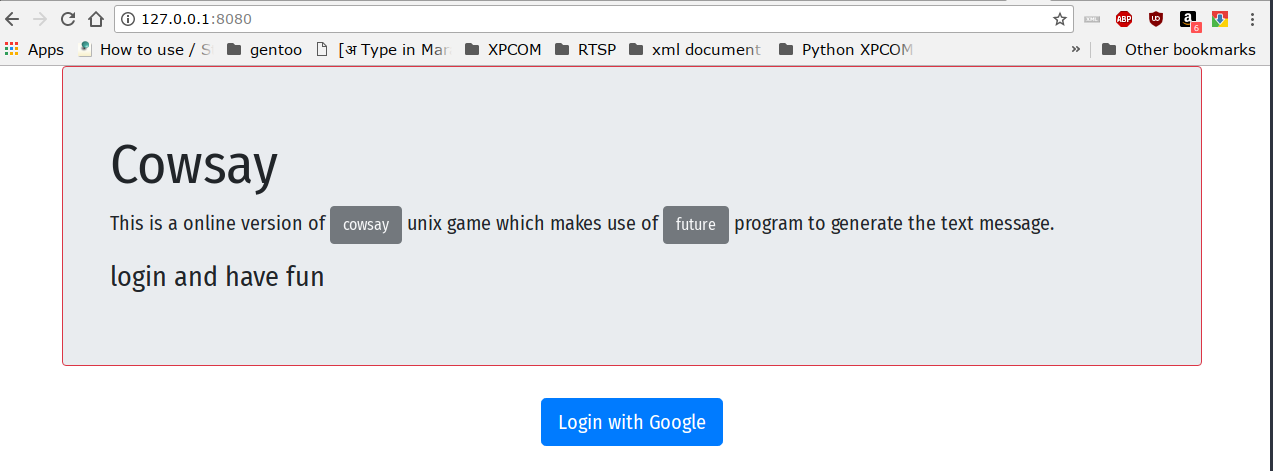 127.0.0.1:8080
ABP
6
Apps How to use / S gentoo [अ Type in Mar XPCOM RTSP xml document Python XPCOM » Other bookmarks
Cowsay
This is a online version of cowsay unix game which makes use of future program to generate the text message.
login and have fun
Login with Google